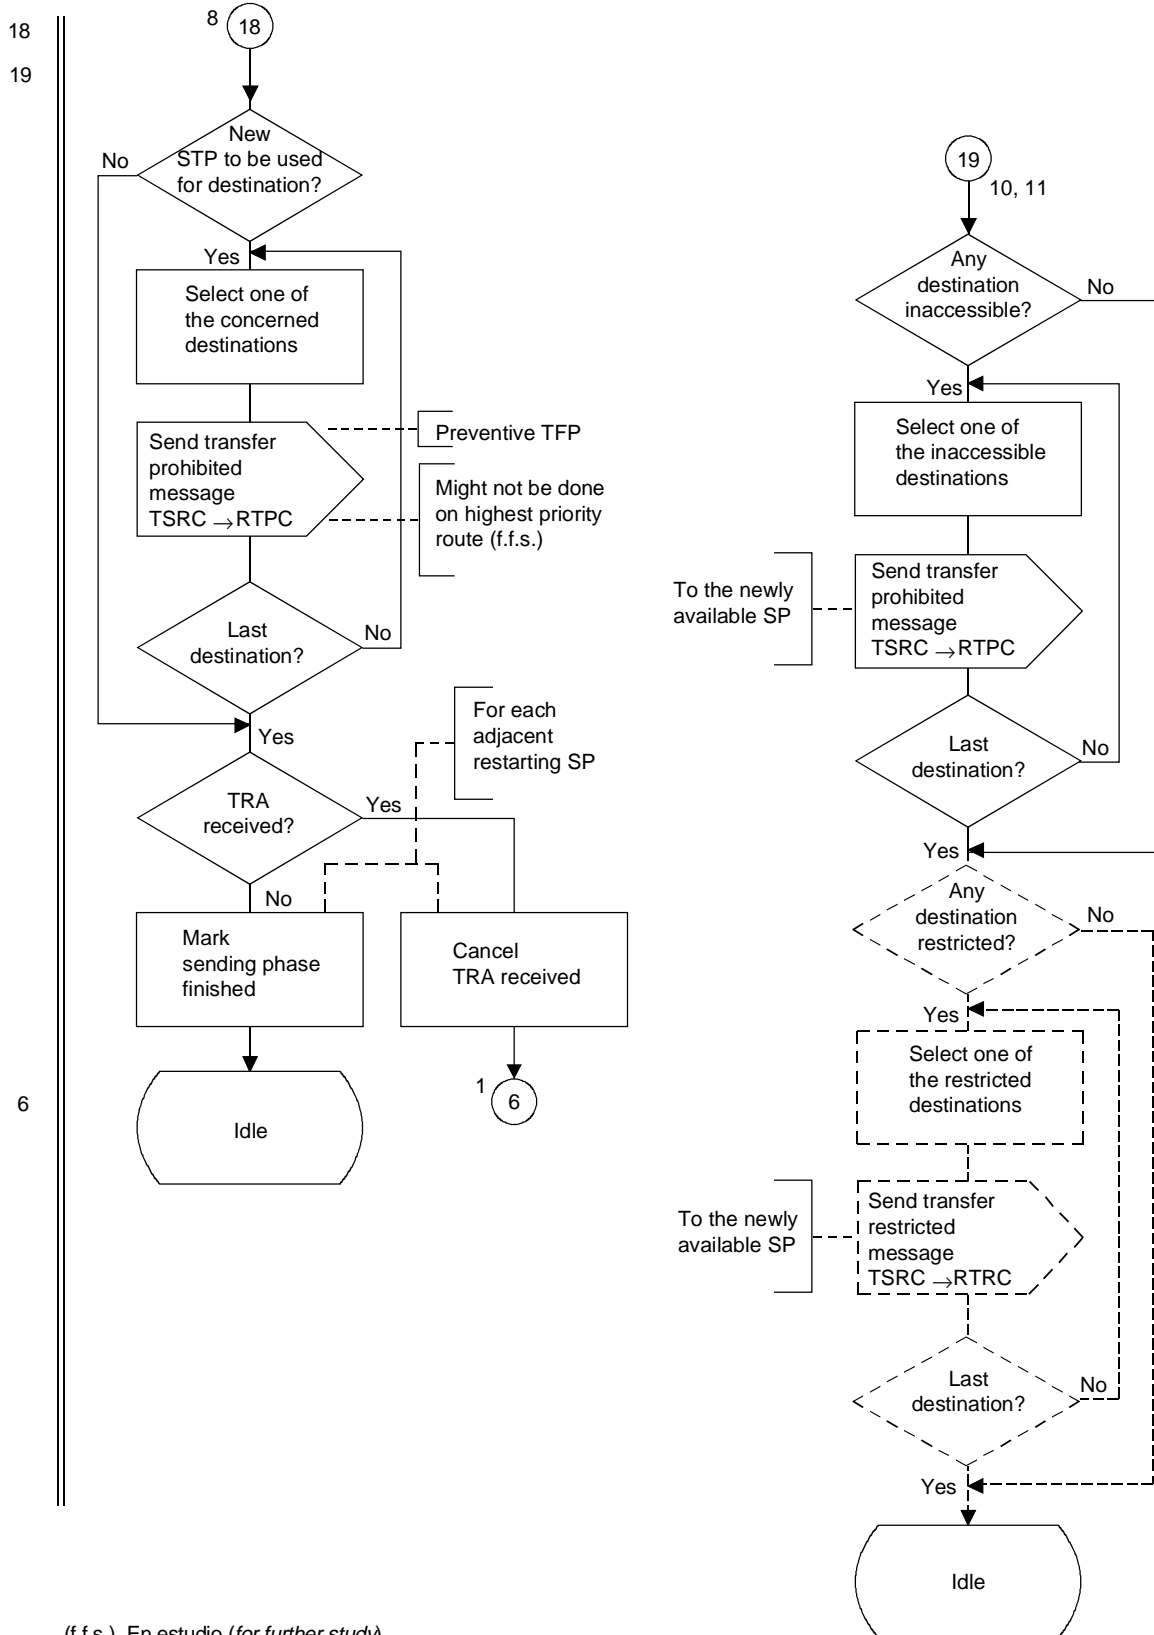 18
19
6
8
18
New
STP to be used
for destination?
No
Yes
Select one of
the concerned
destinations
Send transfer
prohibited
message
TSRC → RTPC
Preventive TFP
Might not be done
on highest priority
route (f.f.s.)
Last
destination?
No
Yes
For each
adjacent
restarting SP
TRA
received?
Yes
No
Mark
sending phase
finished
Cancel
TRA received
Idle
1
6
19
10, 11
Any
destination
inaccessible?
No
Yes
Select one of
the inaccessible
destinations
To the newly
available SP
Send transfer
prohibited
message
TSRC → RTPC
Last
destination?
No
Yes
Any
destination
restricted?
No
Yes
Select one of
the restricted
destinations
To the newly
available SP
Send transfer
restricted
message
TSRC → RTRC
Last
destination?
No
Yes
Idle
(f.f.s.) En estudio (for further study)